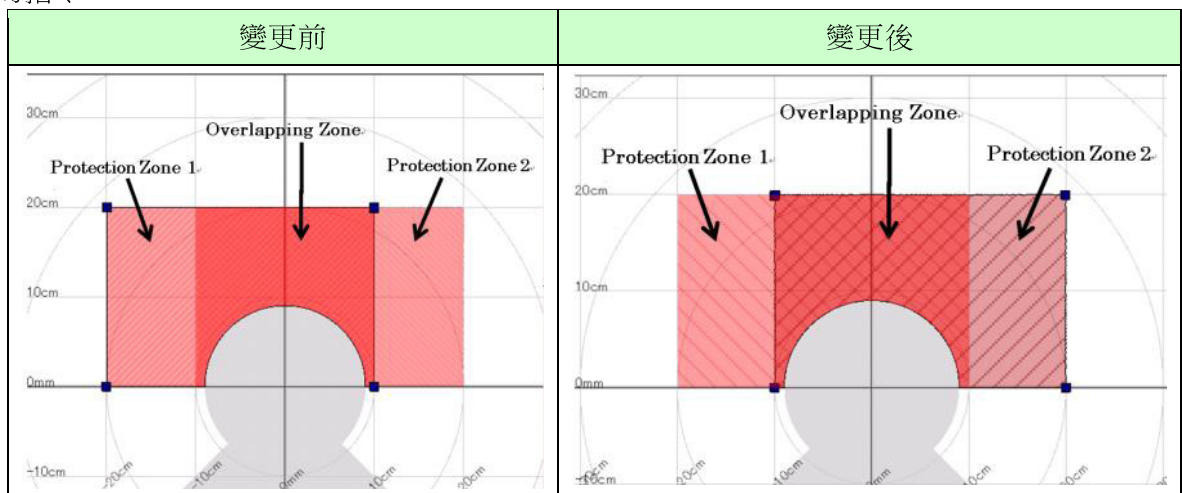 變更前
變更後
30cm
Overlapping Zone
Protection Zone 1
Protection Zone 2
20cm
10cm
0mm
-10cm
-20cm
-10cm
0mm
10cm
20cm
30cm
Overlapping Zone
Protection Zone 1
Protection Zone 2
20cm
10cm
0mm
-20cm
-10cm
0mm
10cm